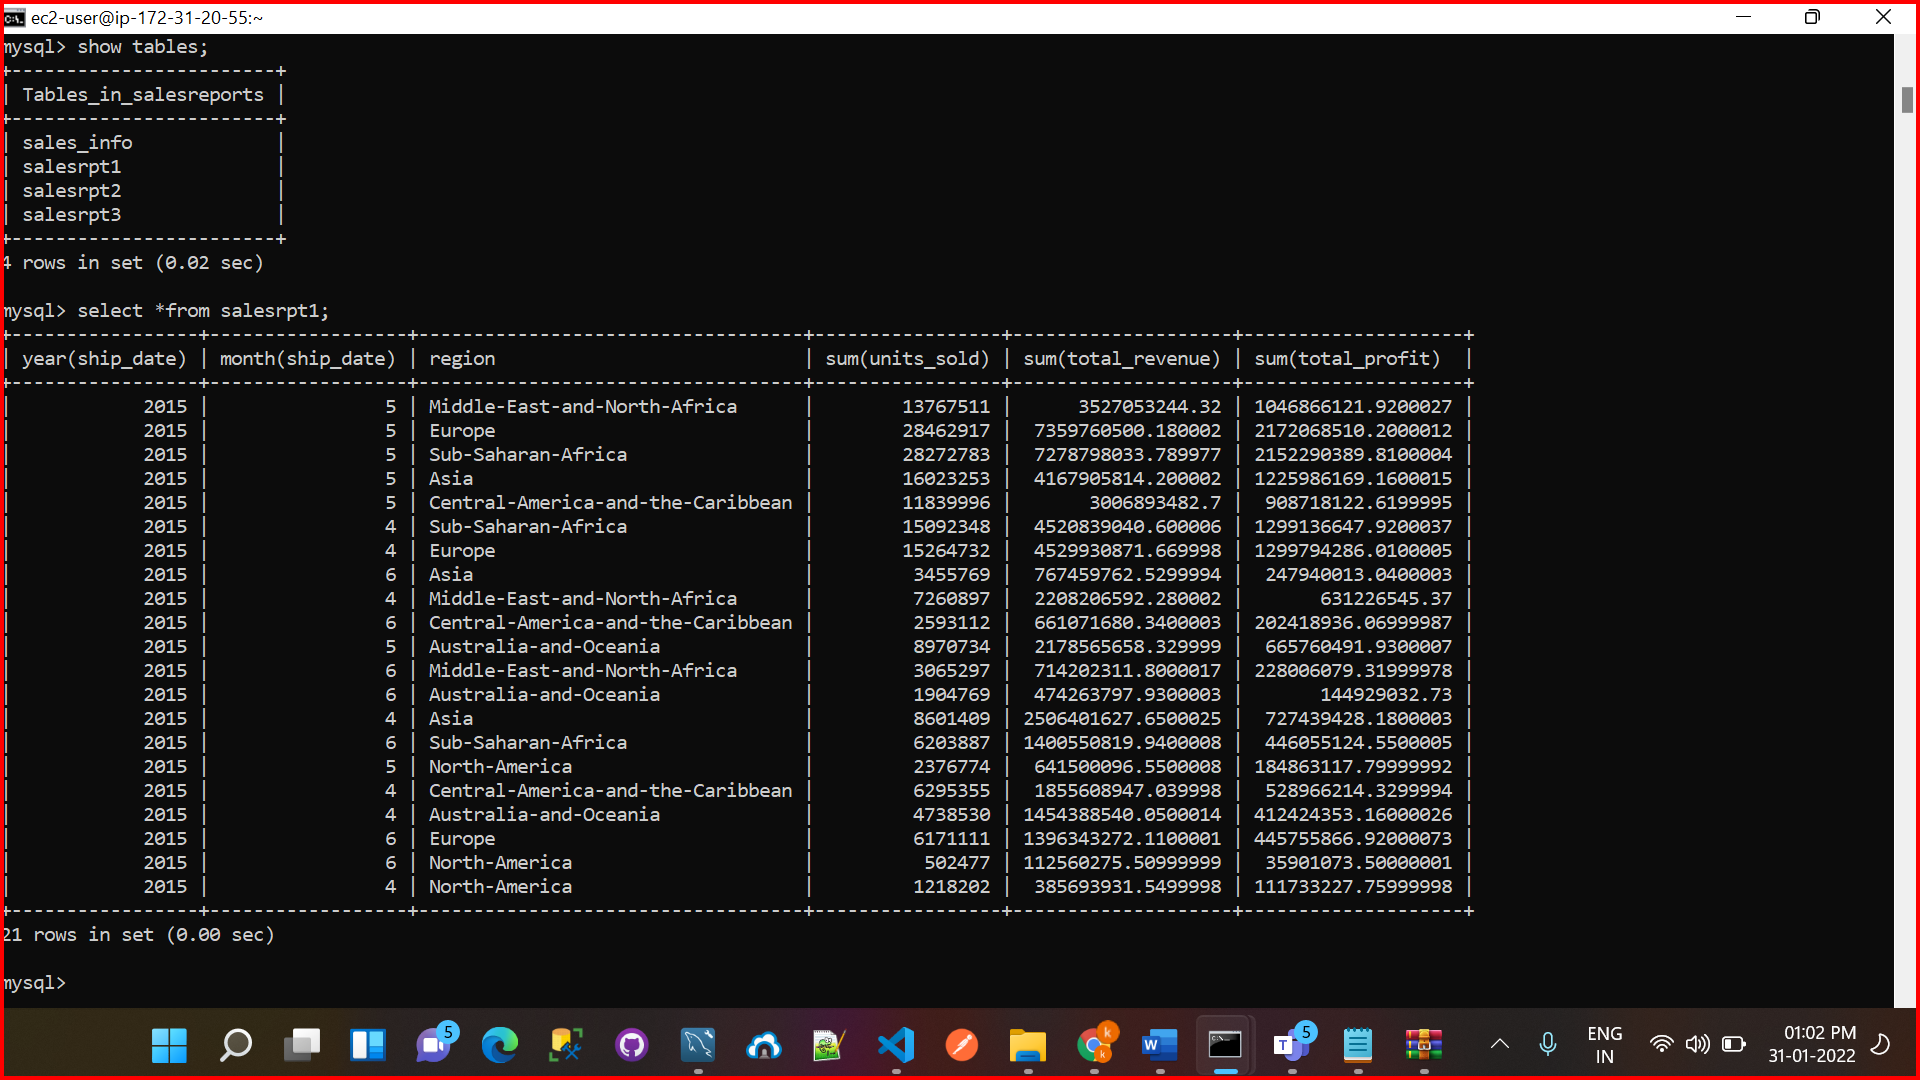 ec2-user@ip-172-31-20-55:~
mysql> show tables;
+------------------------+
| Tables_in_salesreports |
+------------------------+
| sales_info             |
| salesrpt1              |
| salesrpt2              |
| salesrpt3              |
+------------------------+
4 rows in set (0.02 sec)
mysql> select *from salesrpt1;
+-----------------+------------------+-----------------------------------+-----------------+--------------------+--------------------+
| year(ship_date) | month(ship_date) | region                            | sum(units_sold) | sum(total_revenue) | sum(total_profit)  |
+-----------------+------------------+-----------------------------------+-----------------+--------------------+--------------------+
|            2015 |                5 | Middle-East-and-North-Africa      |        13767511 |      3527053244.32 | 1046866121.9200027 |
|            2015 |                5 | Europe                            |        28462917 |  7359760500.180002 | 2172068510.2000012 |
|            2015 |                5 | Sub-Saharan-Africa                |        28272783 |  7278798033.789977 | 2152290389.8100004 |
|            2015 |                5 | Asia                              |        16023253 |  4167905814.200002 | 1225986169.1600015 |
|            2015 |                5 | Central-America-and-the-Caribbean |        11839996 |       3006893482.7 |  908718122.6199995 |
|            2015 |                4 | Sub-Saharan-Africa                |        15092348 |  4520839040.600006 | 1299136647.9200037 |
|            2015 |                4 | Europe                            |        15264732 |  4529930871.669998 | 1299794286.0100005 |
|            2015 |                6 | Asia                              |         3455769 |  767459762.5299994 |  247940013.0400003 |
|            2015 |                4 | Middle-East-and-North-Africa      |         7260897 |  2208206592.280002 |       631226545.37 |
|            2015 |                6 | Central-America-and-the-Caribbean |         2593112 |  661071680.3400003 | 202418936.06999987 |
|            2015 |                5 | Australia-and-Oceania             |         8970734 |  2178565658.329999 |  665760491.9300007 |
|            2015 |                6 | Middle-East-and-North-Africa      |         3065297 |  714202311.8000017 | 228006079.31999978 |
|            2015 |                6 | Australia-and-Oceania             |         1904769 |  474263797.9300003 |       144929032.73 |
|            2015 |                4 | Asia                              |         8601409 | 2506401627.6500025 |  727439428.1800003 |
|            2015 |                6 | Sub-Saharan-Africa                |         6203887 | 1400550819.9400008 |  446055124.5500005 |
|            2015 |                5 | North-America                     |         2376774 |  641500096.5500008 | 184863117.79999992 |
|            2015 |                4 | Central-America-and-the-Caribbean |         6295355 |  1855608947.039998 |  528966214.3299994 |
|            2015 |                4 | Australia-and-Oceania             |         4738530 | 1454388540.0500014 | 412424353.16000026 |
|            2015 |                6 | Europe                            |         6171111 | 1396343272.1100001 | 445755866.92000073 |
|            2015 |                6 | North-America                     |          502477 | 112560275.50999999 |  35901073.50000001 |
|            2015 |                4 | North-America                     |         1218202 |  385693931.5499998 | 111733227.75999998 |
+-----------------+------------------+-----------------------------------+-----------------+--------------------+--------------------+
21 rows in set (0.00 sec)
mysql>
5
k
k
W
T
5
ENG
IN
01:02 PM
31-01-2022